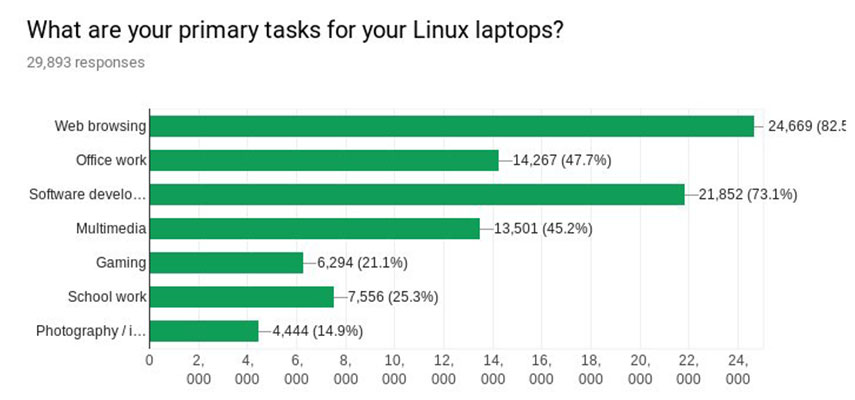 What are your primary tasks for your Linux laptops?
29,893 responses
Web browsing 24,669 (82.5
Office work 14,267 (47.7%)
Software develo… 21,852 (73.1%)
Multimedia 13,501 (45.2%)
Gaming 6,294 (21.1%)
School work 7,556 (25.3%)
Photography / i… 4,444 (14.9%)
0 2, 4, 6, 8, 10, 12, 14, 16, 18, 20, 22, 24,
000 000 000 000 000 000 000 000 000 000 000 000